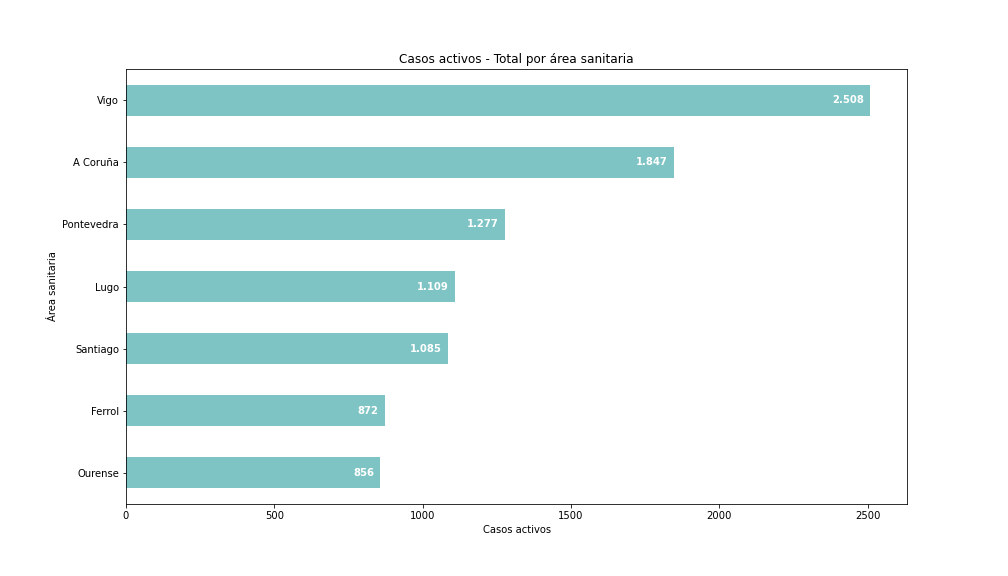 Casos activos - Total por área sanitaria
Vigo
2.508
A Coruña
1.847
Pontevedra
1.277
Lugo
1.109
Santiago
1.085
Ferrol
872
Ourense
856
Área sanitaria
0
500
1000
1500
2000
2500
Casos activos